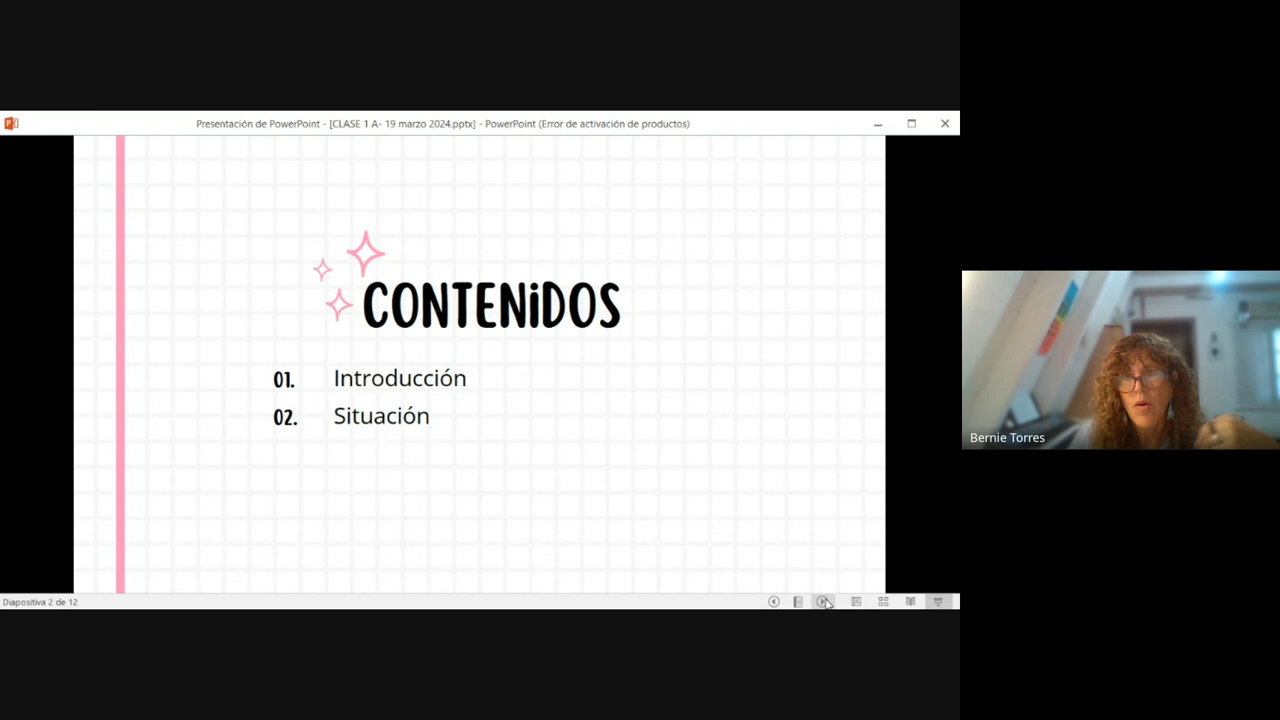 Presentación de PowerPoint - [CLASE 1 A- 19 marzo 2024.pptx] - PowerPoint (Error de activación de productos)
CONTENiDOS
01. Introducción
02. Situación
Bernie Torres
Diapositiva 2 de 12